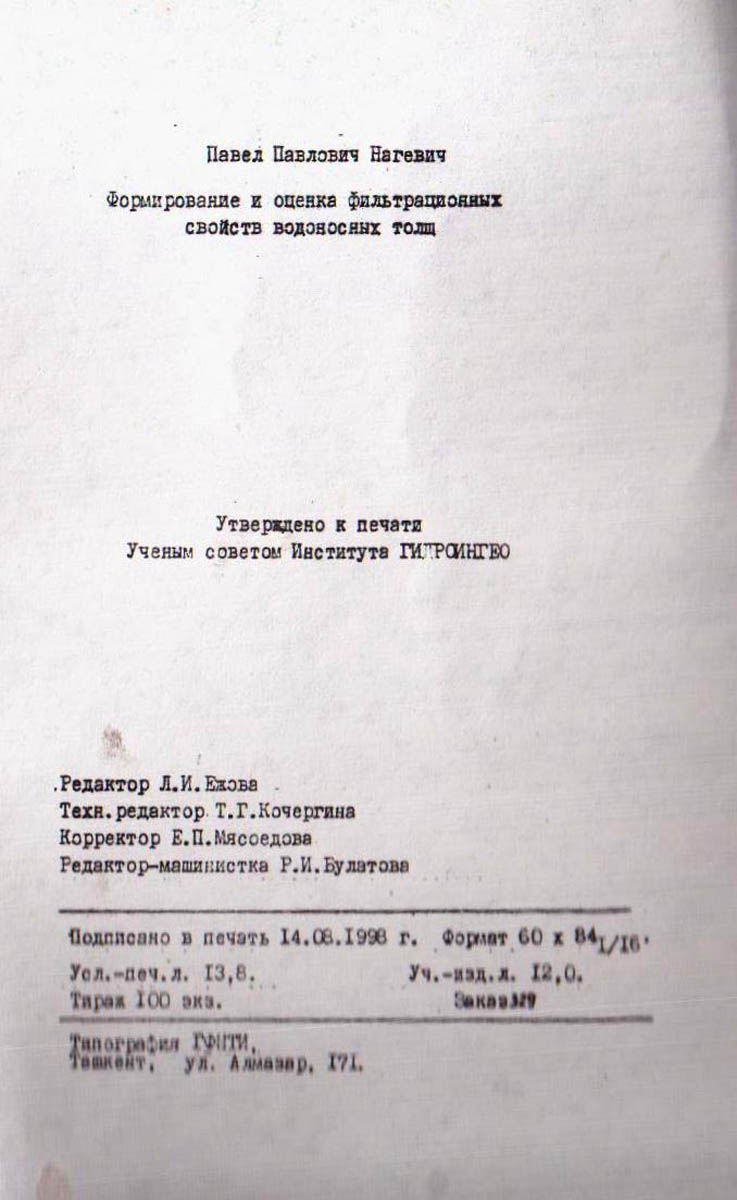 Павел Павлович Нагевич
Формирование и оценка фильтрационных
свойств водоносных толщ
Утверждено к печати
Ученым советом Института ГИДРОИНГЕО
Редактор Л.И.Ежова
Техн.редактор Т.Г.Кочергина
Корректор Е.П.Мясоедова
Редактор-машинистка Р.И.Булатова
Подписано в печать 14.08.1998 г. Формат 60 х 84 1/16.
Усл.-печ.л. 13,8. Уч.-изд.л. 12,0.
Тираж 100 экз. Заказ
Типография
Ташкент, ул. Алмазар, 171.